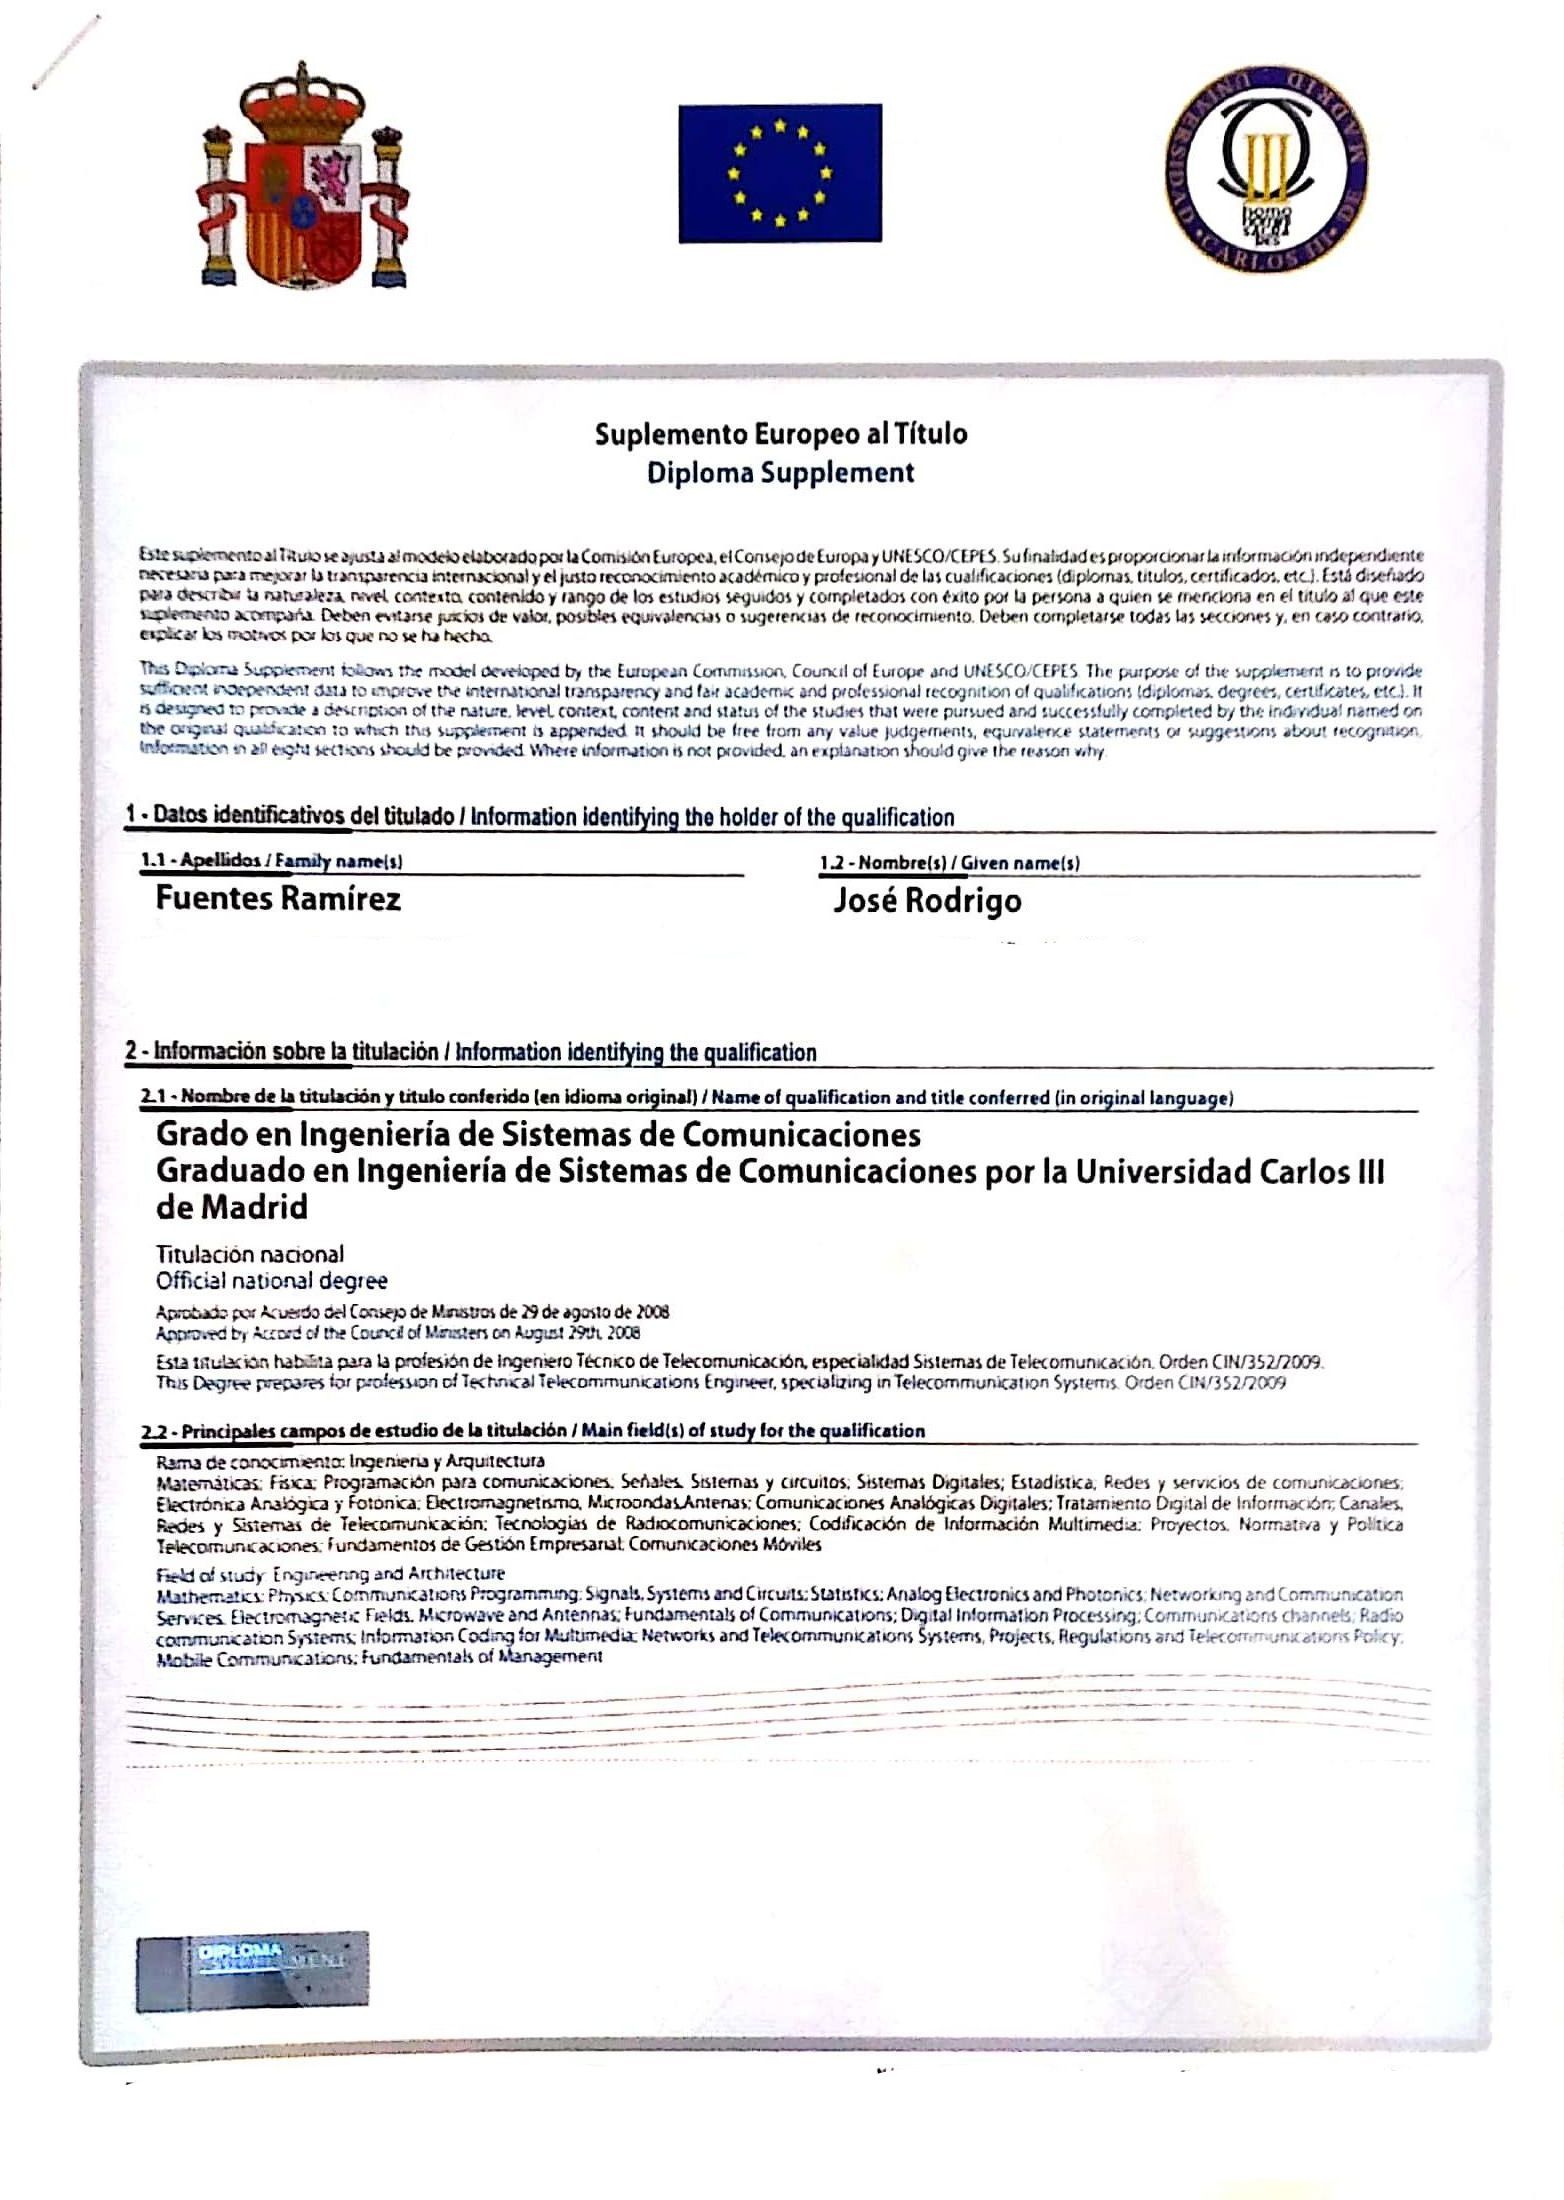 UNIVERSIDAD · CARLOS III · DE MADRID
homo homini sacra res
Suplemento Europeo al Título
Diploma Supplement
Este suplemento al Título se ajusta al modelo elaborado por la Comisión Europea, el Consejo de Europa y UNESCO/CEPES. Su finalidad es proporcionar la información independiente
necesaria para mejorar la transparencia internacional y el justo reconocimiento académico y profesional de las cualificaciones (diplomas, títulos, certificados, etc.). Está diseñado
para describir la naturaleza, nivel, contexto, contenido y rango de los estudios seguidos y completados con éxito por la persona a quien se menciona en el título al que este
suplemento acompaña. Deben evitarse juicios de valor, posibles equivalencias o sugerencias de reconocimiento. Deben completarse todas las secciones y, en caso contrario,
explicar los motivos por los que no se ha hecho.
This Diploma Supplement follows the model developed by the European Commission, Council of Europe and UNESCO/CEPES. The purpose of the supplement is to provide
sufficient independent data to improve the international transparency and fair academic and professional recognition of qualifications (diplomas, degrees, certificates, etc.). It
is designed to provide a description of the nature, level, context, content and status of the studies that were pursued and successfully completed by the individual named on
the original qualification to which this supplement is appended. It should be free from any value judgements, equivalence statements or suggestions about recognition.
Information in all eight sections should be provided. Where information is not provided, an explanation should give the reason why.
1 - Datos identificativos del titulado / Information identifying the holder of the qualification
1.1 - Apellidos / Family name(s)
1.2 - Nombre(s) / Given name(s)
Fuentes Ramírez
José Rodrigo
2 - Información sobre la titulación / Information identifying the qualification
2.1 - Nombre de la titulación y título conferido (en idioma original) / Name of qualification and title conferred (in original language)
Grado en Ingeniería de Sistemas de Comunicaciones
Graduado en Ingeniería de Sistemas de Comunicaciones por la Universidad Carlos III
de Madrid
Titulación nacional
Official national degree
Aprobado por Acuerdo del Consejo de Ministros de 29 de agosto de 2008
Approved by Accord of the Council of Ministers on August 29th, 2008
Esta titulación habilita para la profesión de Ingeniero Técnico de Telecomunicación, especialidad Sistemas de Telecomunicación. Orden CIN/352/2009.
This Degree prepares for profession of Technical Telecommunications Engineer, specializing in Telecommunication Systems. Orden CIN/352/2009
2.2 - Principales campos de estudio de la titulación / Main field(s) of study for the qualification
Rama de conocimiento: Ingeniería y Arquitectura
Matemáticas; Física; Programación para comunicaciones; Señales, Sistemas y circuitos; Sistemas Digitales; Estadística; Redes y servicios de comunicaciones;
Electrónica Analógica y Fotónica; Electromagnetismo, Microondas,Antenas; Comunicaciones Analógicas Digitales; Tratamiento Digital de Información; Canales,
Redes y Sistemas de Telecomunicación; Tecnologías de Radiocomunicaciones; Codificación de Información Multimedia; Proyectos, Normativa y Política
Telecomunicaciones; Fundamentos de Gestión Empresarial; Comunicaciones Móviles
Field of study: Engineering and Architecture
Mathematics; Physics; Communications Programming; Signals, Systems and Circuits; Statistics; Analog Electronics and Photonics; Networking and Communication
Services; Electromagnetic Fields, Microwave and Antennas; Fundamentals of Communications; Digital Information Processing; Communications channels; Radio
communication Systems; Information Coding for Multimedia; Networks and Telecommunications Systems, Projects, Regulations and Telecommunications Policy;
Mobile Communications; Fundamentals of Management
DIPLOMA